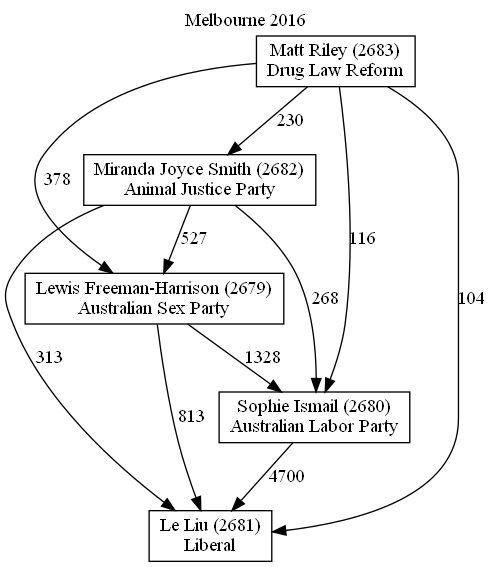 Melbourne 2016
Matt Riley (2683)
Drug Law Reform
230
Miranda Joyce Smith (2682)
Animal Justice Party
378
527
116
Lewis Freeman-Harrison (2679)
Australian Sex Party
268
104
313
1328
Sophie Ismail (2680)
Australian Labor Party
813
4700
Le Liu (2681)
Liberal